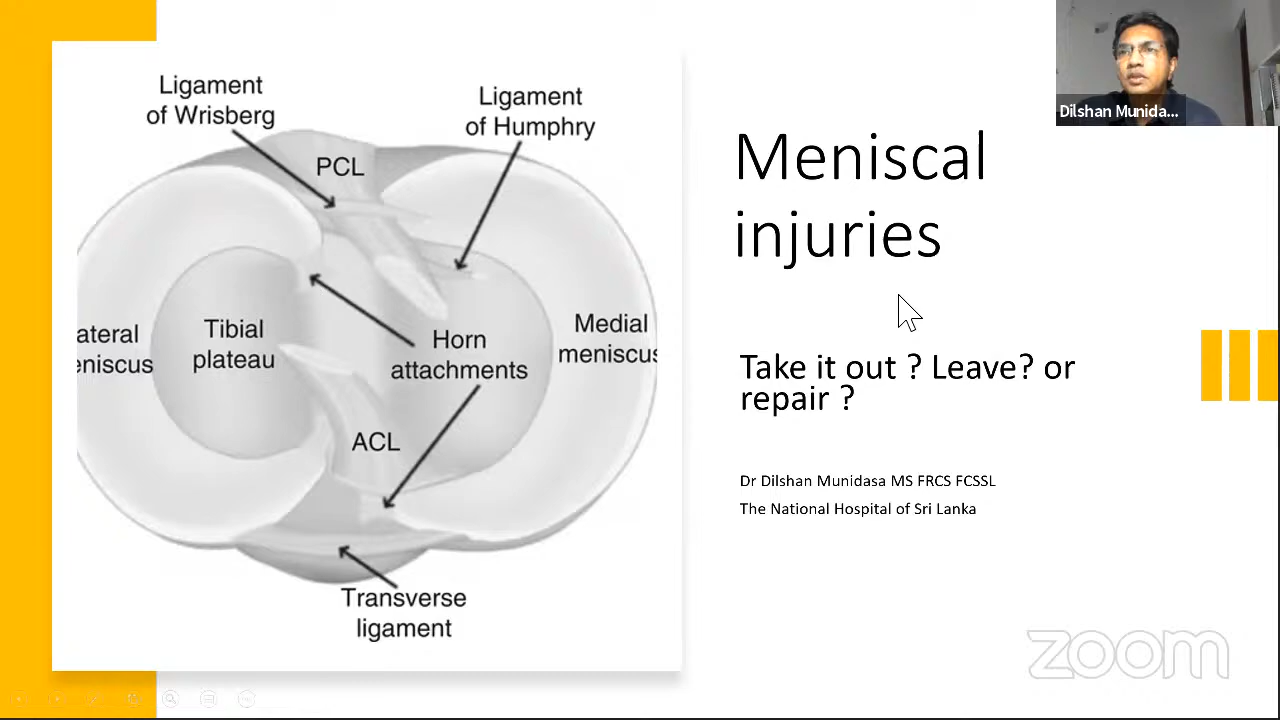 Ligament
of Wrisberg
Ligament
of Humphry
PCL
ateral
eniscus
Tibial
plateau
Horn
attachments
Medial
meniscus
ACL
Transverse
ligament
Meniscal
injuries
Take it out ? Leave? or
repair ?
Dr Dilshan Munidasa MS FRCS FCSSL
The National Hospital of Sri Lanka
Dilshan Munida...
zoom